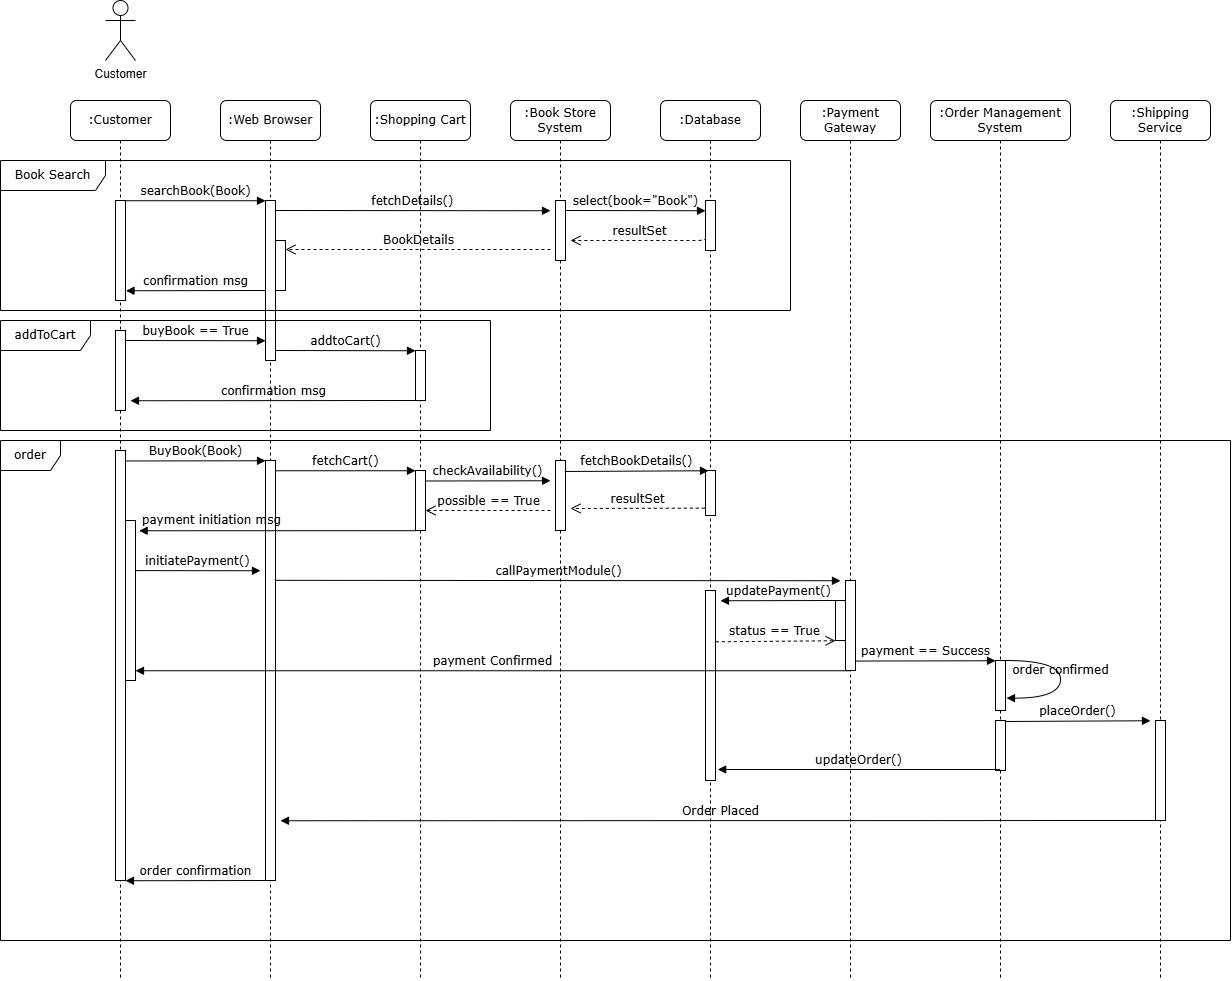 Customer
:Customer
:Web Browser
:Shopping Cart
:Book Store
System
:Database
:Payment
Gateway
:Order Management
System
:Shipping
Service
Book Search
searchBook(Book)
fetchDetails()
select(book="Book")
resultSet
BookDetails
confirmation msg
addToCart
buyBook == True
addtoCart()
confirmation msg
order
BuyBook(Book)
fetchCart()
checkAvailability()
fetchBookDetails()
possible == True
resultSet
payment initiation msg
initiatePayment()
callPaymentModule()
updatePayment()
status == True
payment == Success
payment Confirmed
order confirmed
placeOrder()
updateOrder()
Order Placed
order confirmation